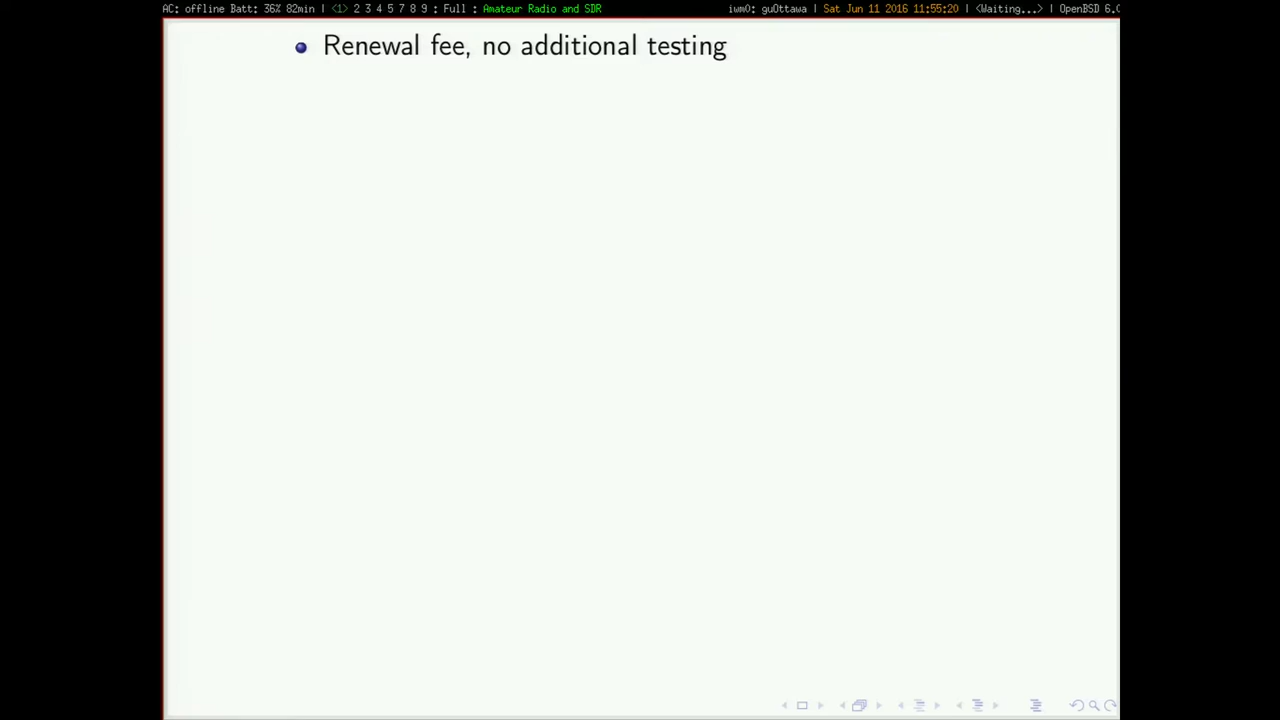 AC: offline Batt: 36% 82min | <1> 2 3 4 5 7 8 9 : Full : Amateur Radio and SDR iwm0: guOttawa | Sat Jun 11 2016 11:55:20 | <Waiting...> | OpenBSD 6.0
Renewal fee, no additional testing